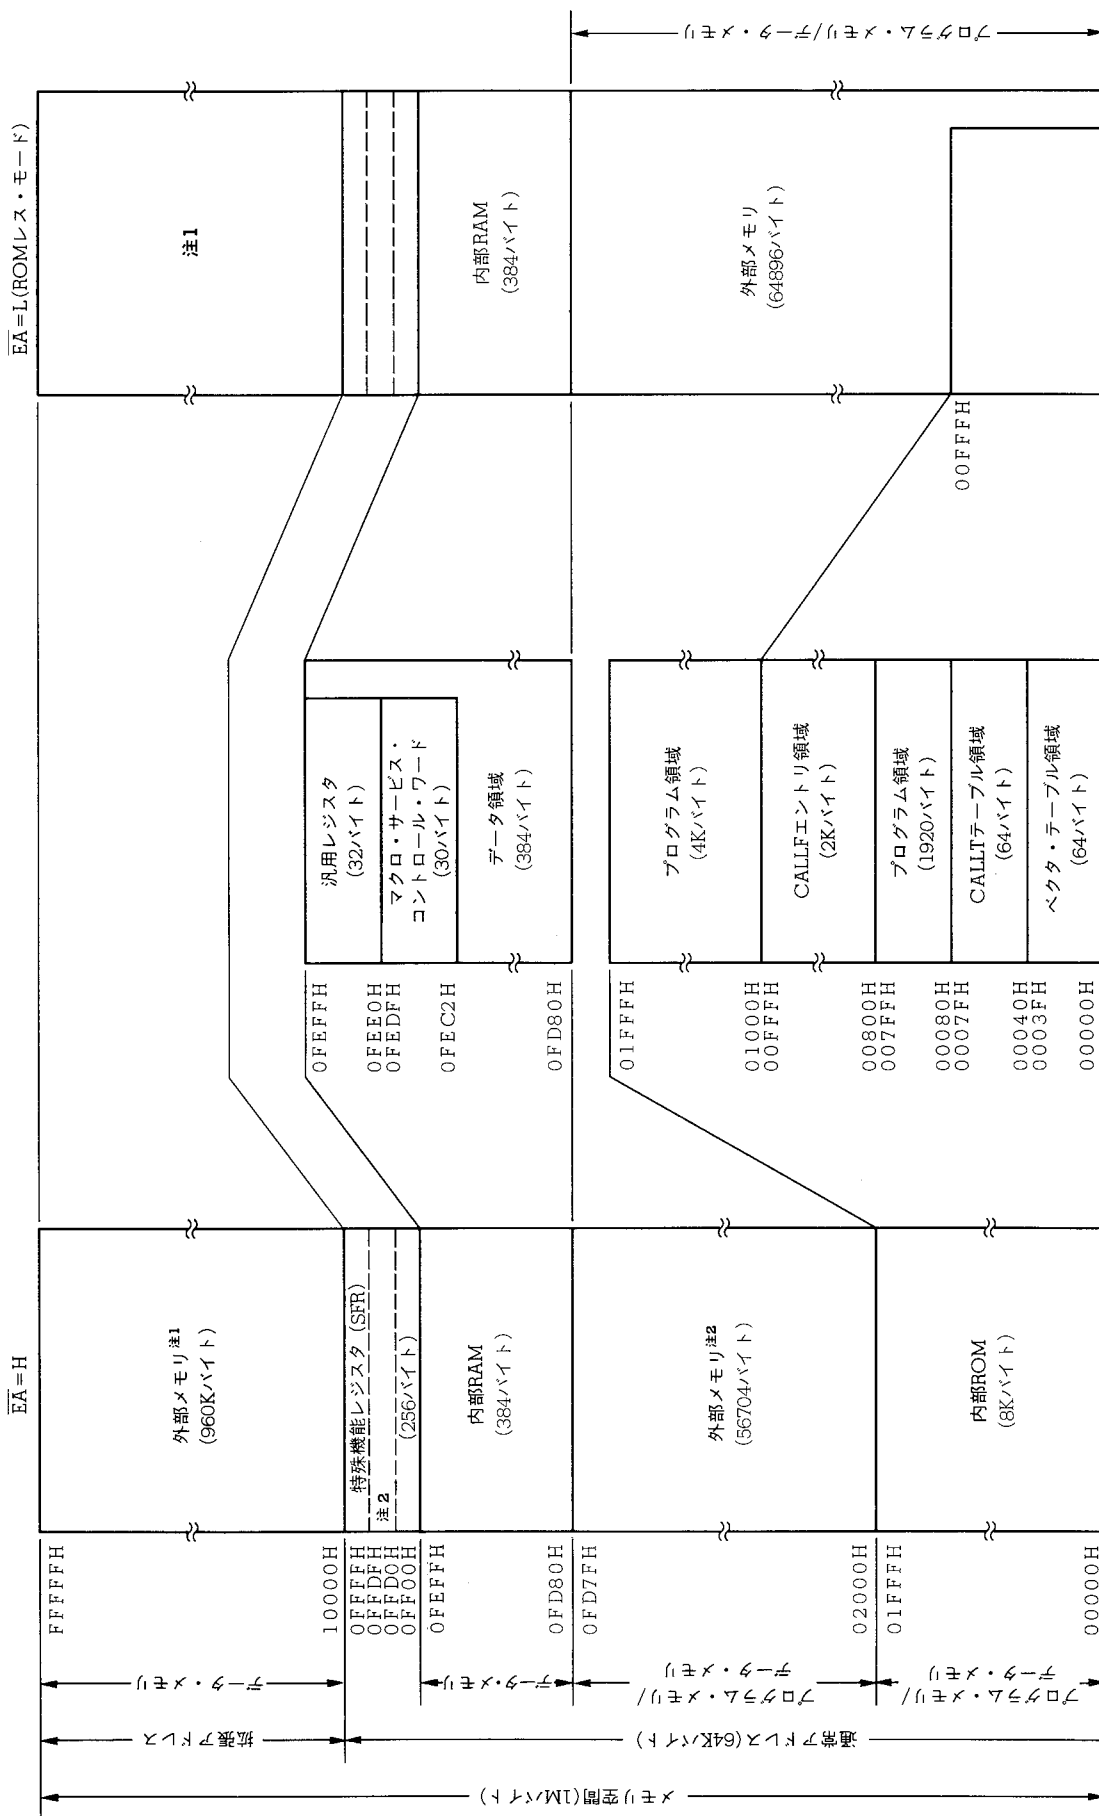 メモリ空間(1Mバイト)
拡張アドレス
通常アドレス(64Kバイト)
データ・メモリ
データ・メモリ
プログラム・メモリ/
データ・メモリ
プログラム・メモリ/
データ・メモリ
EA=H
FFFFFH
外部メモリ注1
(960Kバイト)
10000H
0FFFFH
特殊機能レジスタ (SFR)
0FFDFH
注2
0FFD0H
0FF00H
(256バイト)
0FEFFH
内部RAM
(384バイト)
0FD80H
0FD7FH
外部メモリ注2
(56704バイト)
02000H
01FFFH
内部ROM
(8Kバイト)
00000H
0FEFFH
汎用レジスタ
(32バイト)
0FEE0H
0FEDFH
マクロ・サービス・
コントロール・ワード
(30バイト)
0FEC2H
データ領域
(384バイト)
0FD80H
01FFFH
プログラム領域
(4Kバイト)
01000H
00FFFH
CALLFエントリ領域
(2Kバイト)
00800H
007FFH
プログラム領域
(1920バイト)
00080H
0007FH
CALLTテーブル領域
(64バイト)
00040H
0003FH
ベクタ・テーブル領域
(64バイト)
00000H
EA=L(ROMレス・モード)
注1
内部RAM
(384バイト)
外部メモリ
(64896バイト)
00FFFH
プログラム・メモリ/データ・メモリ